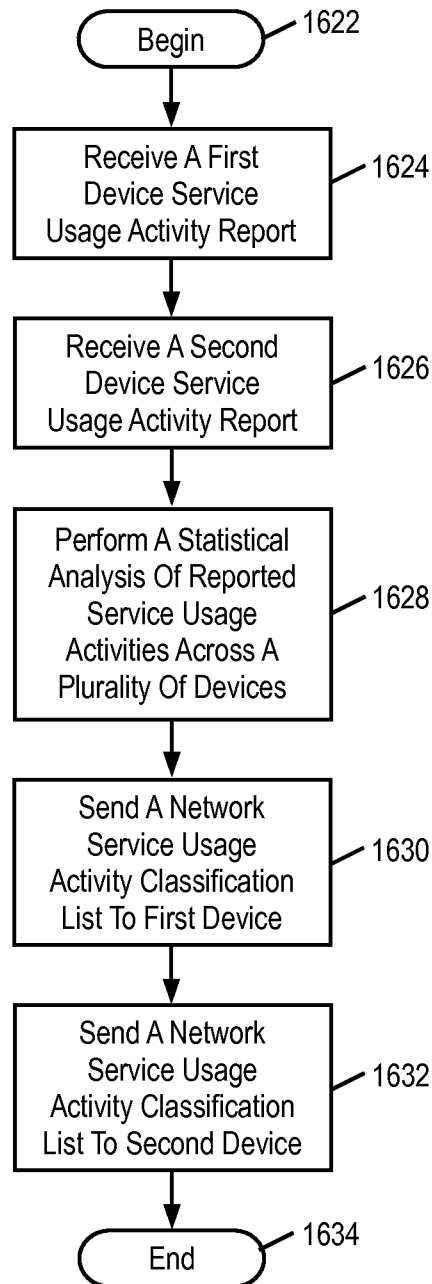 Begin
1622
Receive A First
Device Service
Usage Activity Report
1624
Receive A Second
Device Service
Usage Activity Report
1626
Perform A Statistical
Analysis Of Reported
Service Usage
Activities Across A
Plurality Of Devices
1628
Send A Network
Service Usage
Activity Classification
List To First Device
1630
Send A Network
Service Usage
Activity Classification
List To Second Device
1632
End
1634